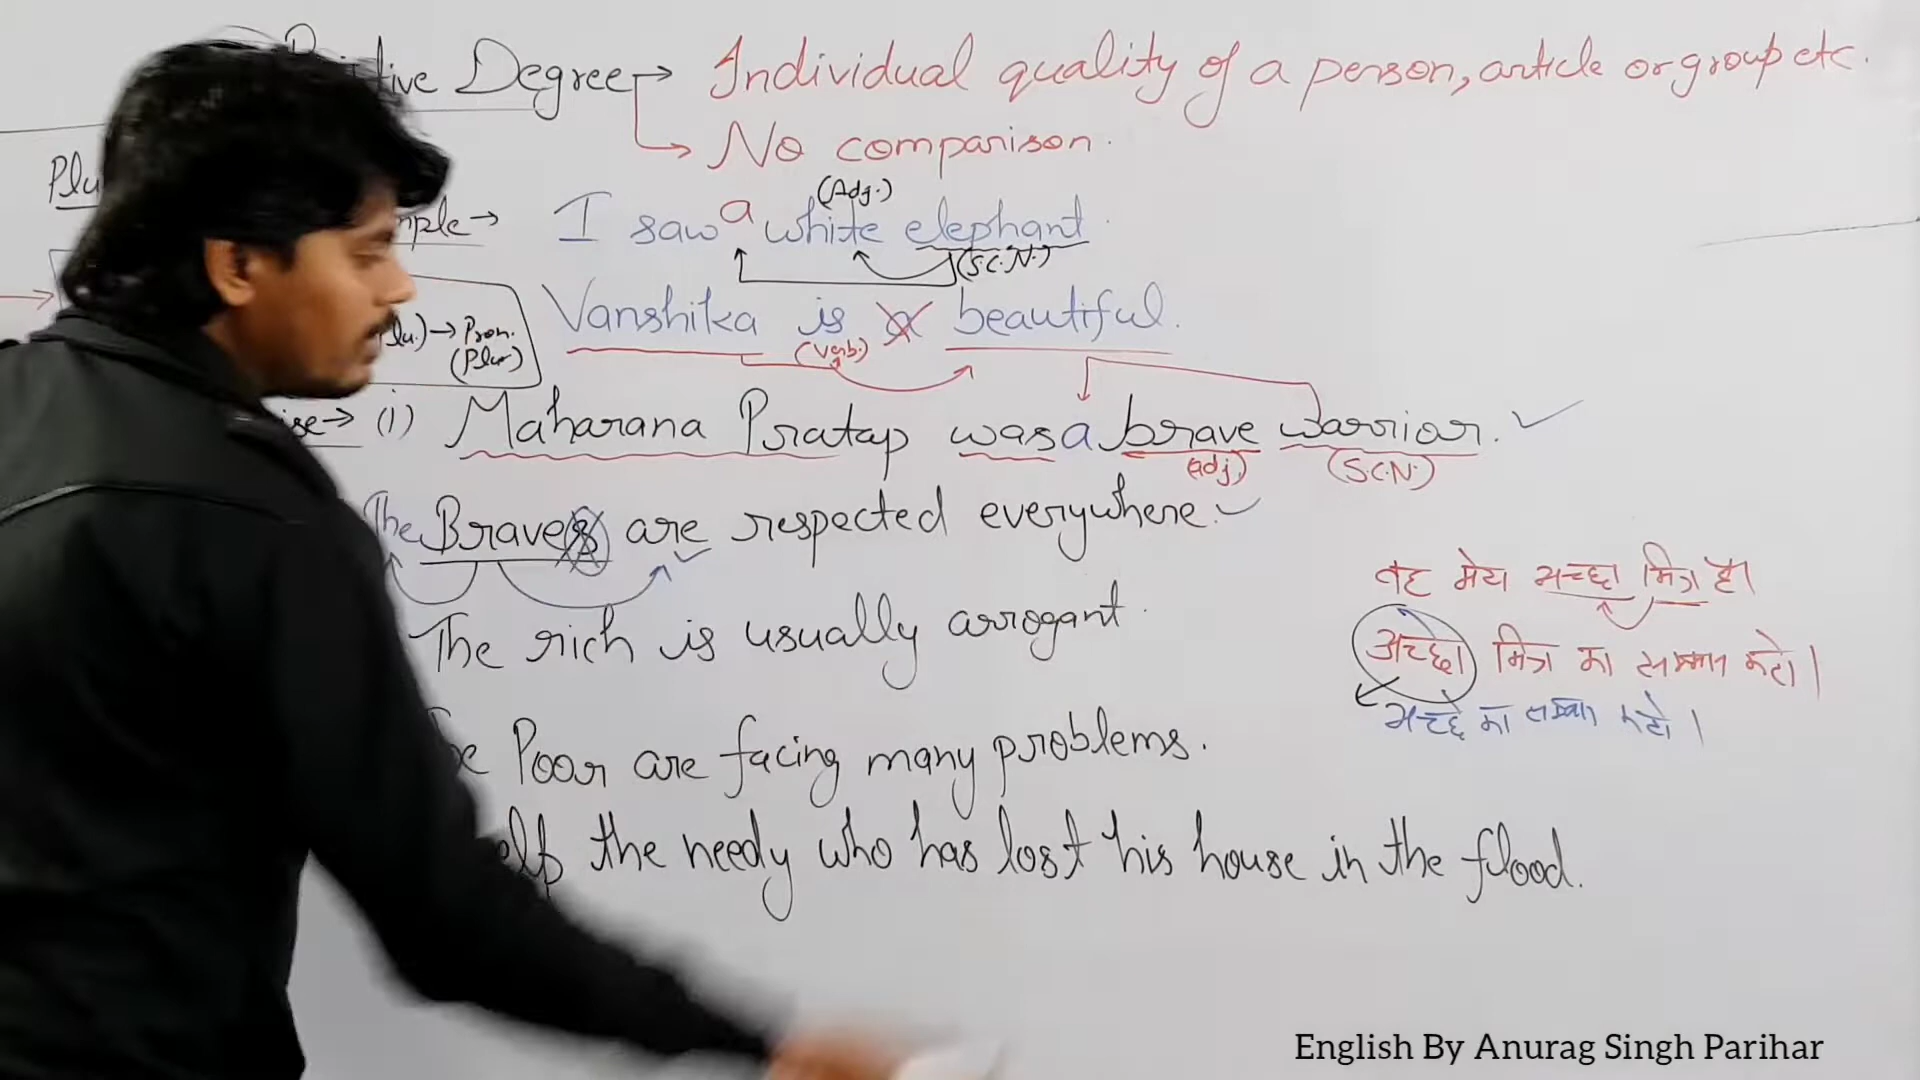 Degree → Individual quality of a person, article or group etc.
→ No comparison.
Plu
(Adj.)
→ I saw a white elephant.
(S.C.N.)
Vanshika is a beautiful.
(verb.)
→ Pron.
(Plur)
→ (i) Maharana Pratap was a brave warrior.
(adj.) (S.C.N.)
The Braves are respected everywhere.
The rich is usually arrogant.
Poor are facing many problems.
the needy who has lost his house in the flood.
वह मेरा अच्छा मित्र है।
अच्छे मित्र का सम्मान करो।
अच्छे का सम्मान करो।
English By Anurag Singh Parihar